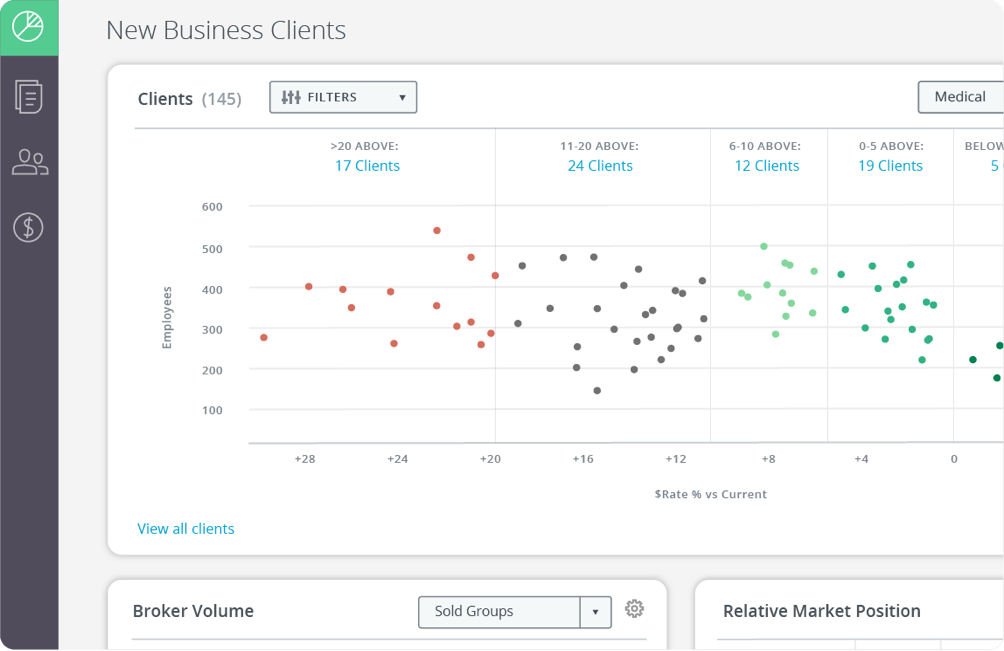 New Business Clients
Clients (145)
FILTERS
Medical
>20 ABOVE:
17 Clients
11-20 ABOVE:
24 Clients
6-10 ABOVE:
12 Clients
0-5 ABOVE:
19 Clients
BELOW
5
600
500
400
300
200
100
Employees
+28 +24 +20 +16 +12 +8 +4 0
$Rate % vs Current
View all clients
Broker Volume
Sold Groups
Relative Market Position